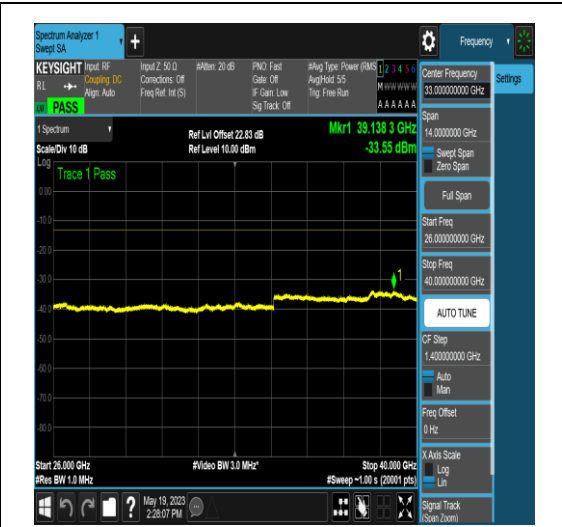 Spectrum Analyzer 1
Swept SA
+
Frequency
KEYSIGHT
RL
PASS
Input: RF
Coupling: DC
Align: Auto
Input Z: 50 Ω
Corrections: Off
Freq Ref: Int (S)
#Atten: 20 dB
PNO: Fast
Gate: Off
IF Gain: Low
Sig Track: Off
#Avg Type: Power (RMS
Avg|Hold: 5/5
Trig: Free Run
1 2 3 4 5 6
M W W W W W
A A A A A A
1 Spectrum
Scale/Div 10 dB
Ref Lvl Offset 22.83 dB
Ref Level 10.00 dBm
Mkr1 39.138 3 GHz
-33.55 dBm
Log
Trace 1 Pass
0.00
-10.0
-20.0
-30.0
-40.0
-50.0
-60.0
-70.0
-80.0
1
Start 26.000 GHz
#Res BW 1.0 MHz
#Video BW 3.0 MHz*
Stop 40.000 GHz
#Sweep ~1.00 s (20001 pts)
Center Frequency
33.000000000 GHz
Settings
Span
14.0000000 GHz
Swept Span
Zero Span
Full Span
Start Freq
26.000000000 GHz
Stop Freq
40.000000000 GHz
AUTO TUNE
CF Step
1.400000000 GHz
Auto
Man
Freq Offset
0 Hz
X Axis Scale
Log
Lin
Signal Track
(Span Zoom)
?
May 19, 2023
2:28:07 PM